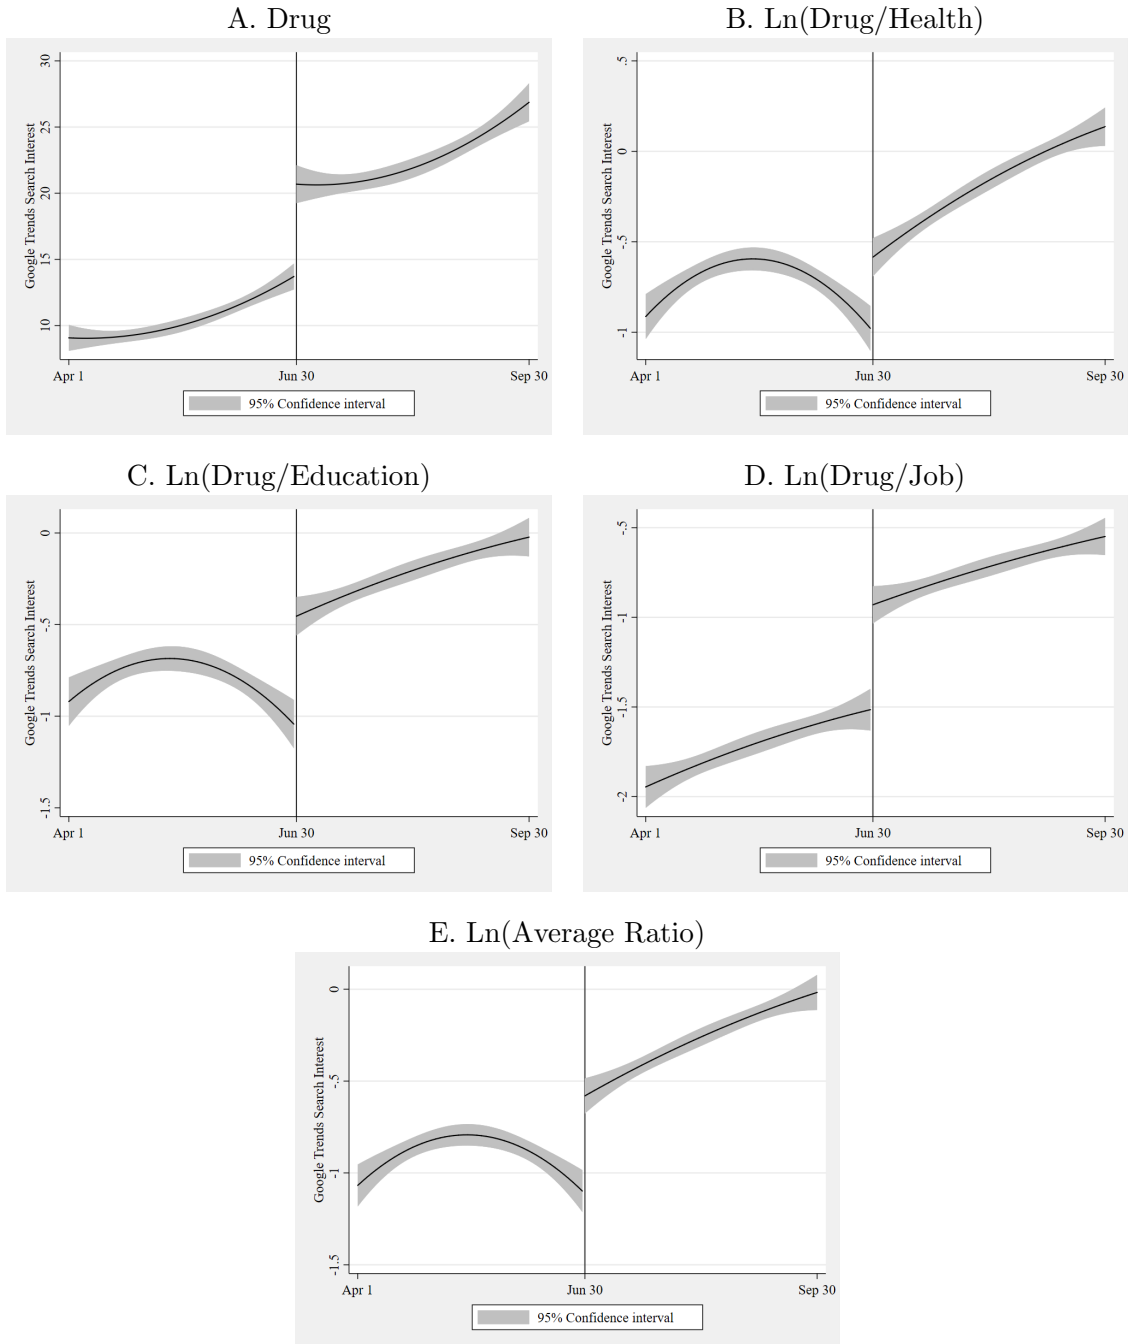 A. Drug
Google Trends Search Interest
30
25
20
15
10
Apr 1
Jun 30
Sep 30
95% Confidence interval
B. Ln(Drug/Health)
Google Trends Search Interest
.5
0
-.5
-1
Apr 1
Jun 30
Sep 30
95% Confidence interval
C. Ln(Drug/Education)
Google Trends Search Interest
0
-.5
-1
-1.5
Apr 1
Jun 30
Sep 30
95% Confidence interval
D. Ln(Drug/Job)
Google Trends Search Interest
-.5
-1
-1.5
-2
Apr 1
Jun 30
Sep 30
95% Confidence interval
E. Ln(Average Ratio)
Google Trends Search Interest
0
-.5
-1
-1.5
Apr 1
Jun 30
Sep 30
95% Confidence interval